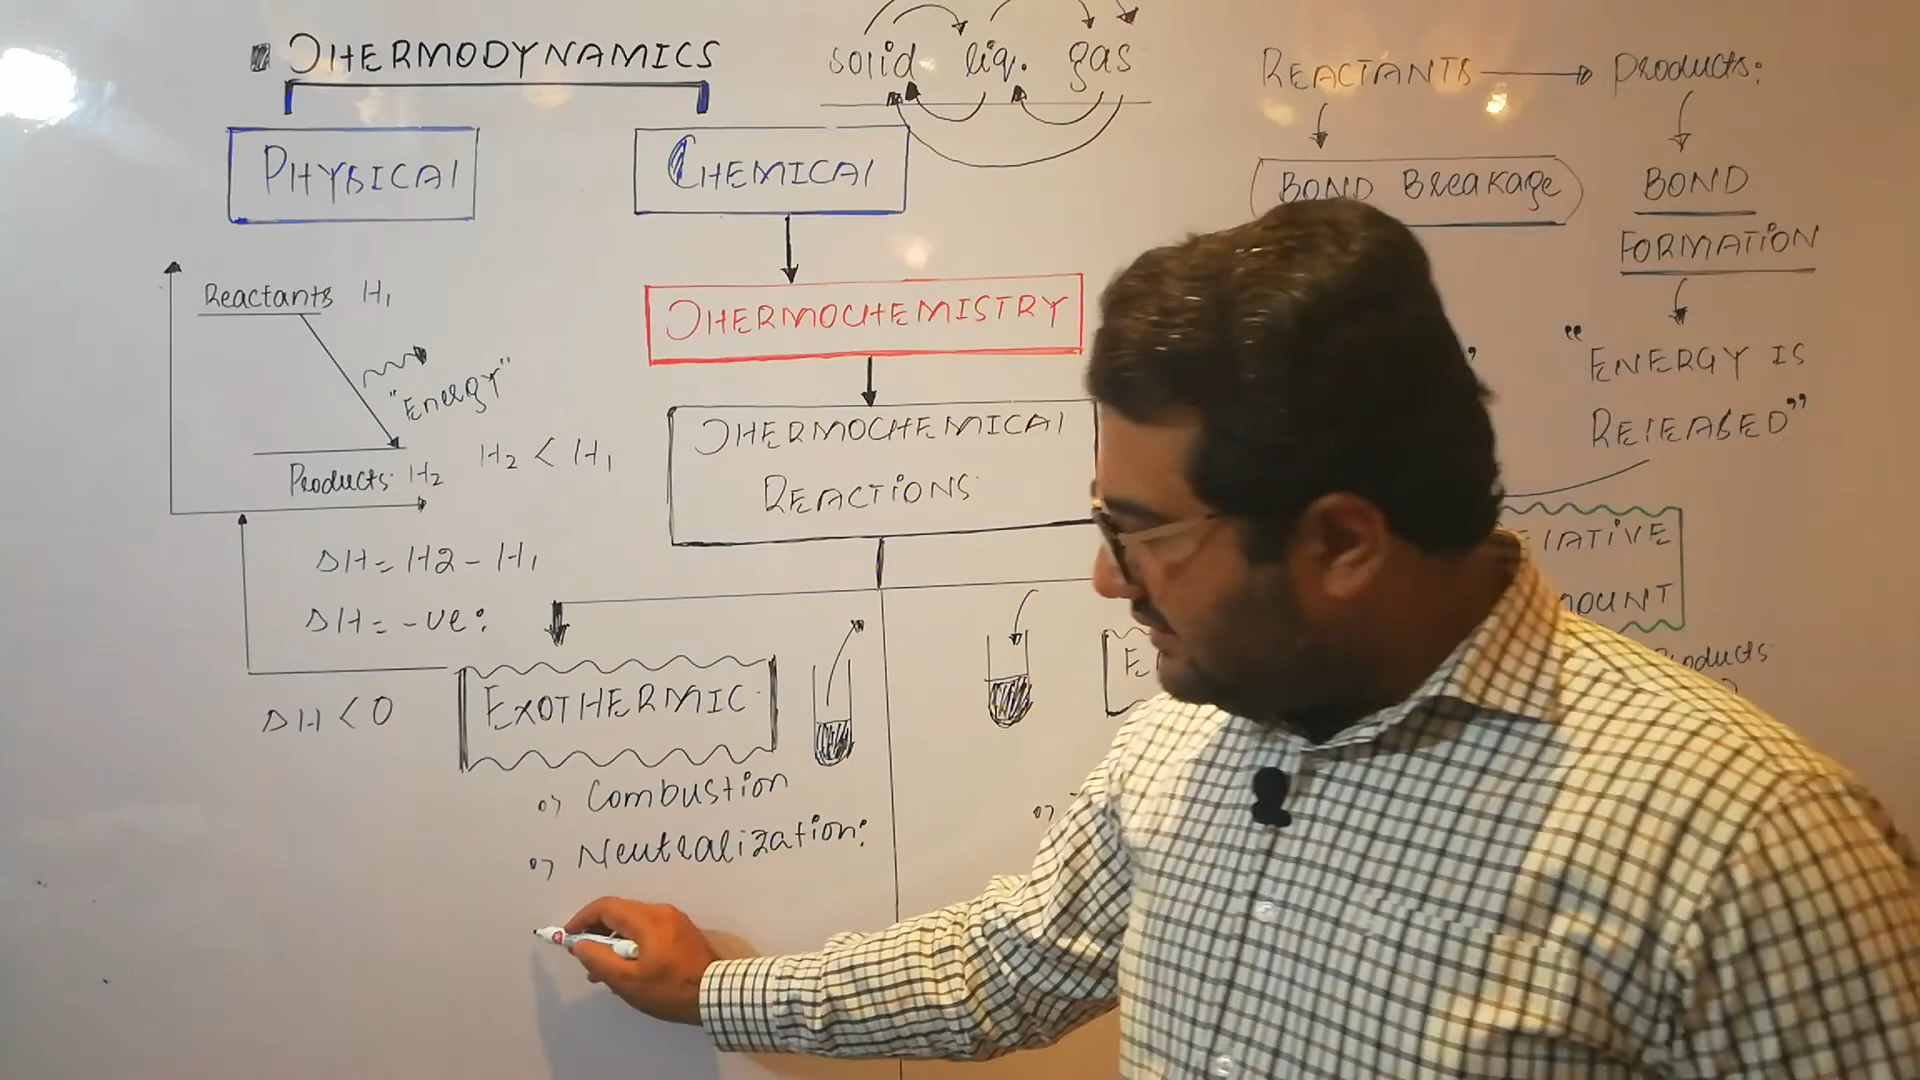 THERMODYNAMICS
PHYSICAL
CHEMICAL
solid liq. gas
REACTANTS → Products:
BOND BreaKage
BOND
FORMATION
"ENERGY IS
RELEASED"
THERMOCHEMISTRY
THERMOCHEMICAL
REACTIONS
Reactants H₁
"Energy"
Products H₂
H₂ < H₁
ΔH = H2 - H₁
ΔH = -ve:
ΔH < 0
EXOTHERMIC
Combustion
Neutralization: